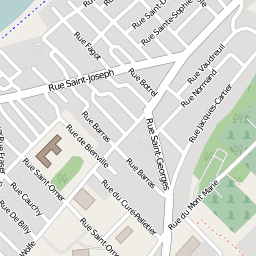 Rue Saint-O
Rue Sainte-Sophie
Rue Fagot
Rue Vaudreuil
Rue Saint-Joseph
Rue Botrel
Rue Normand
Rue Jacques-Cartier
Rue Barras
Rue Saint-Georges
Rue de Bienville
Rue Fraser
Rue Saint-Omer
Rue Barras
Rue Cauchy
Rue du Curé-Pelletier
Rue du Mont-Marie
Rue De Billy
Wolfe
Rue Saint-Omer